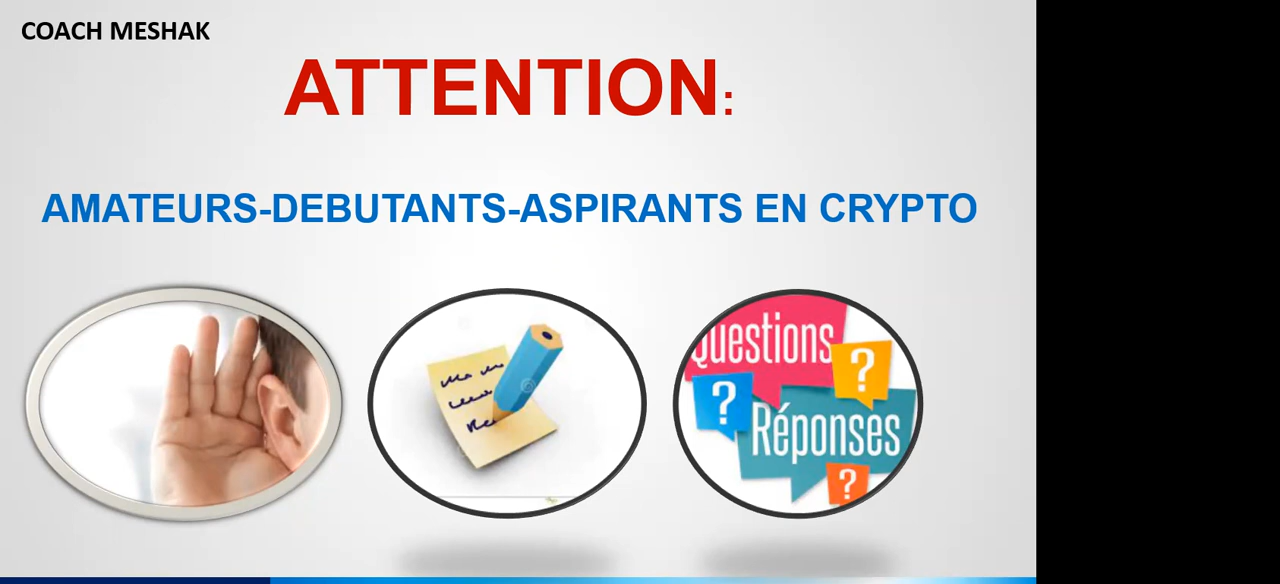 COACH MESHAK
ATTENTION:
AMATEURS-DEBUTANTS-ASPIRANTS EN CRYPTO
Questions
?
?
Réponses
?